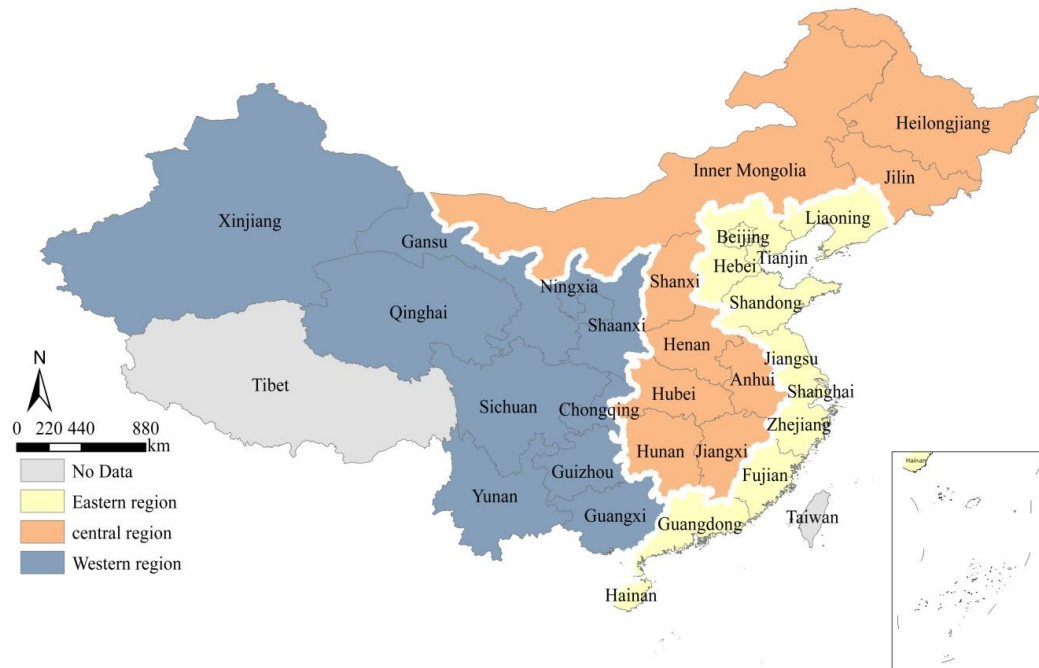 Heilongjiang
Inner Mongolia
Jilin
Xinjiang
Liaoning
Gansu
Beijing
Tianjin
Hebei
Ningxia
Shanxi
Shandong
Qinghai
Shaanxi
Henan
Jiangsu
Anhui
Tibet
Hubei
Shanghai
Sichuan
Chongqing
Zhejiang
Hunan
Jiangxi
Guizhou
Fujian
Yunan
Guangxi
Guangdong
Taiwan
Hainan
N
0 220 440 880
km
No Data
Eastern region
central region
Western region
Hainan